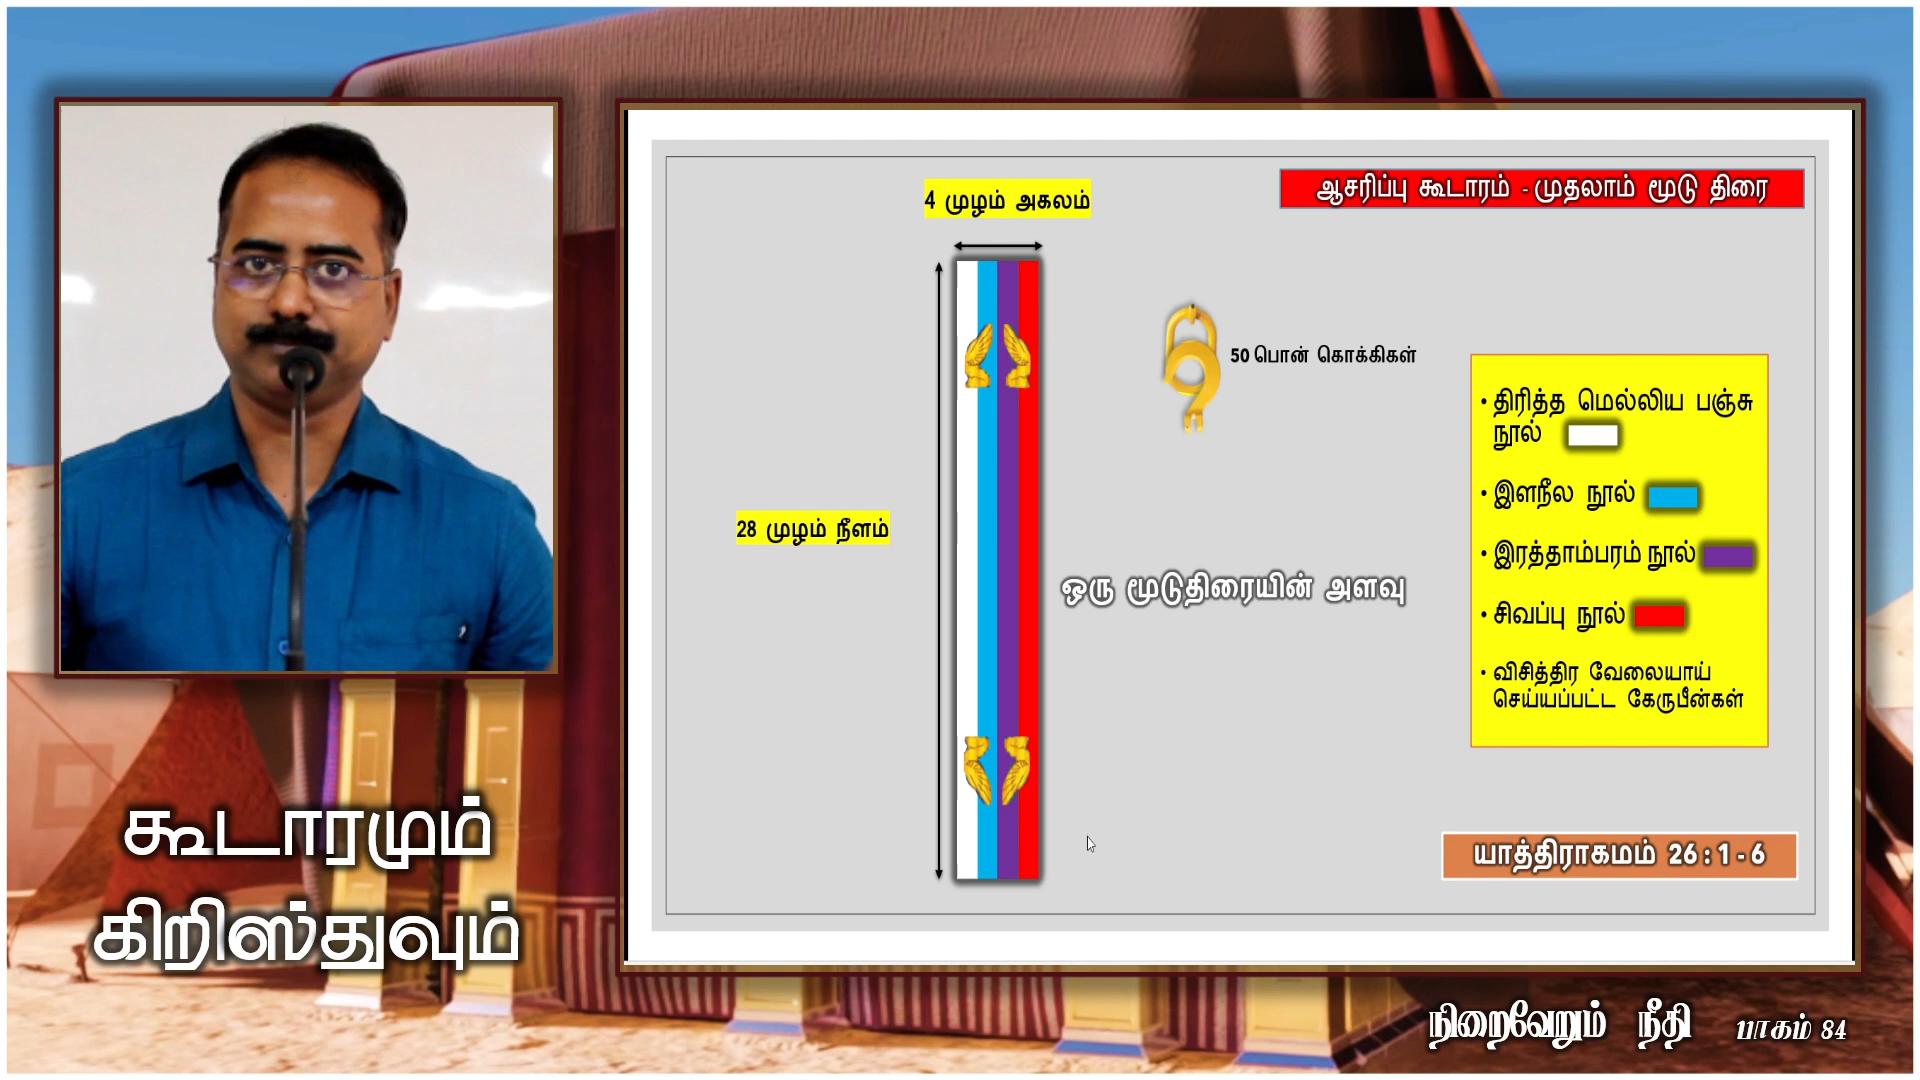 ஆசரிப்பு கூடாரம் - முதலாம் மூடு திரை
4 முழம் அகலம்
50 பொன் கொக்கிகள்
28 முழம் நீளம்
ஒரு மூடுதிரையின் அளவு
• திரித்த மெல்லிய பஞ்சு
நூல்
• இளநீல நூல்
• இரத்தாம்பரம் நூல்
• சிவப்பு நூல்
• விசித்திர வேலையாய்
செய்யப்பட்ட கேருபீன்கள்
யாத்திராகமம் 26 : 1 - 6
கூடாரமும்
கிறிஸ்துவும்
நிறைவேறும் நீதி பாகம் 84